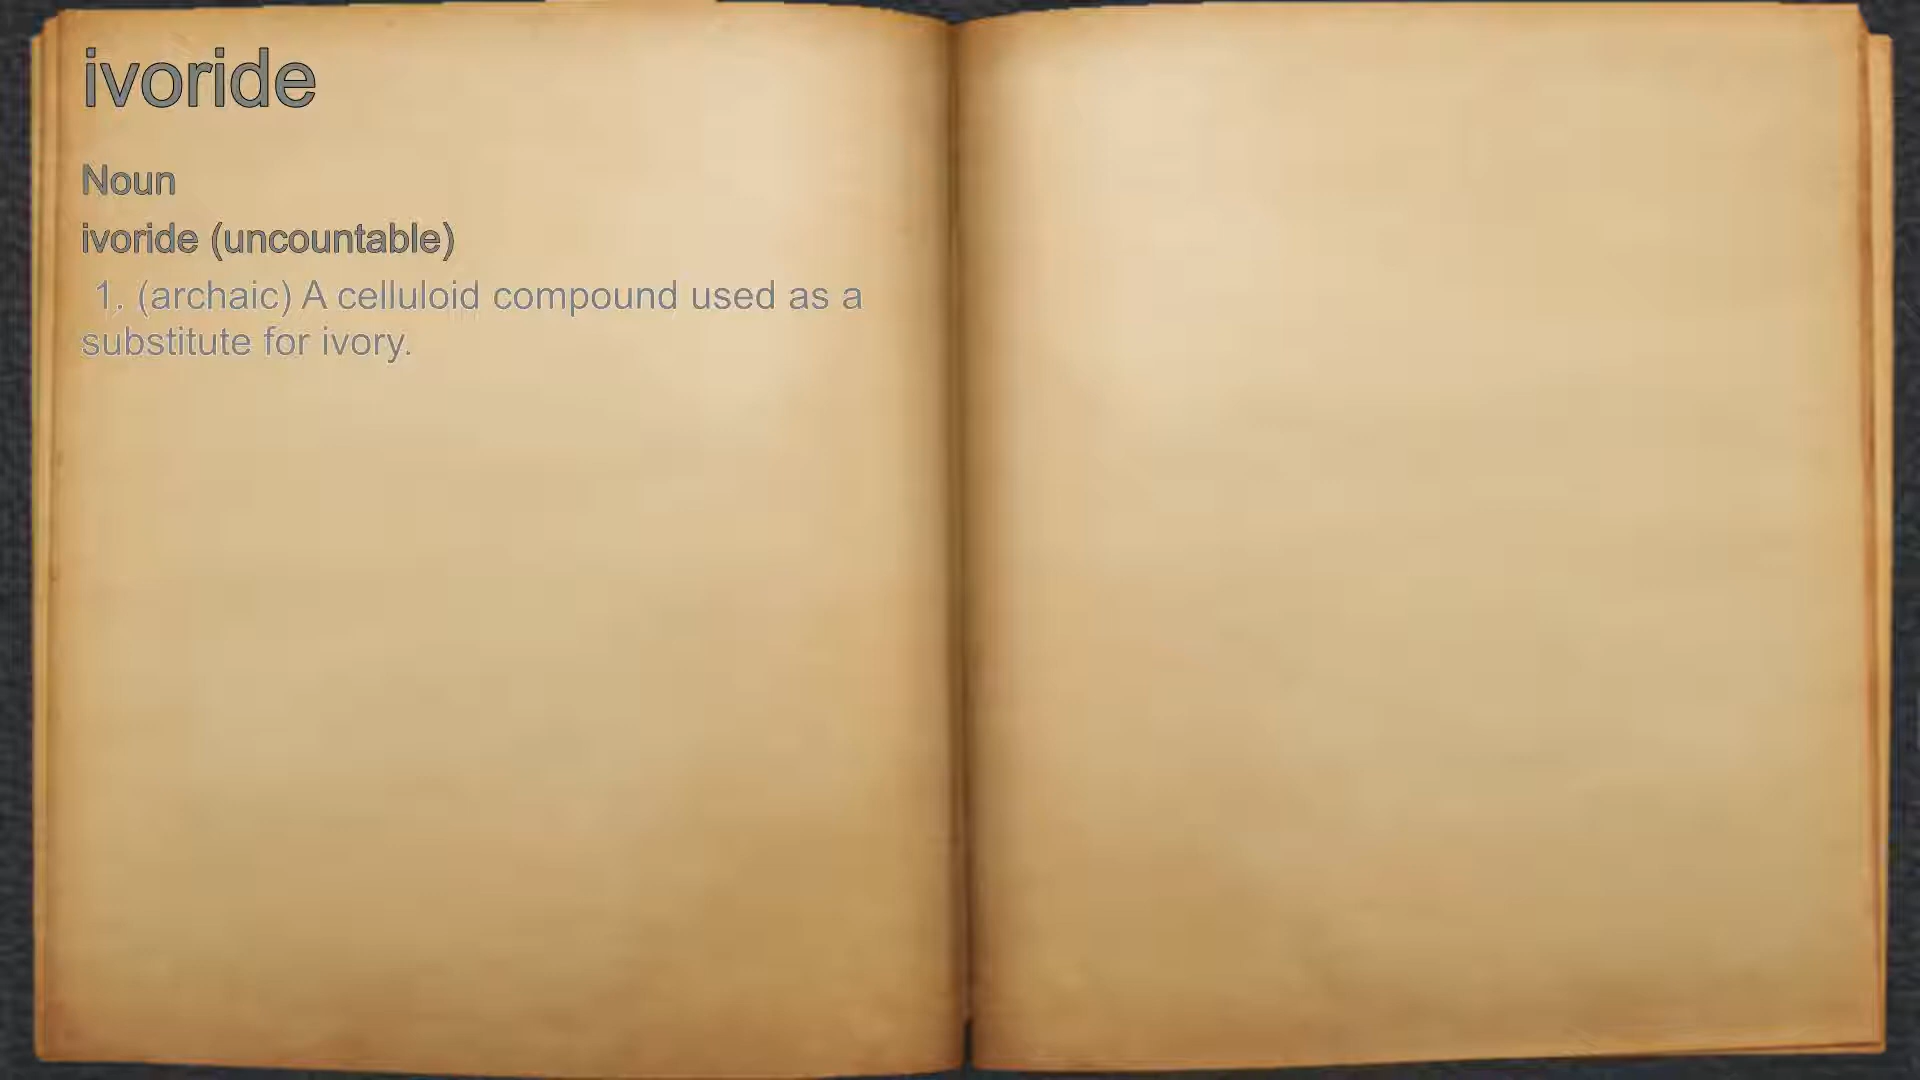 ivoride
Noun
ivoride (uncountable)
1. (archaic) A celluloid compound used as a
substitute for ivory.